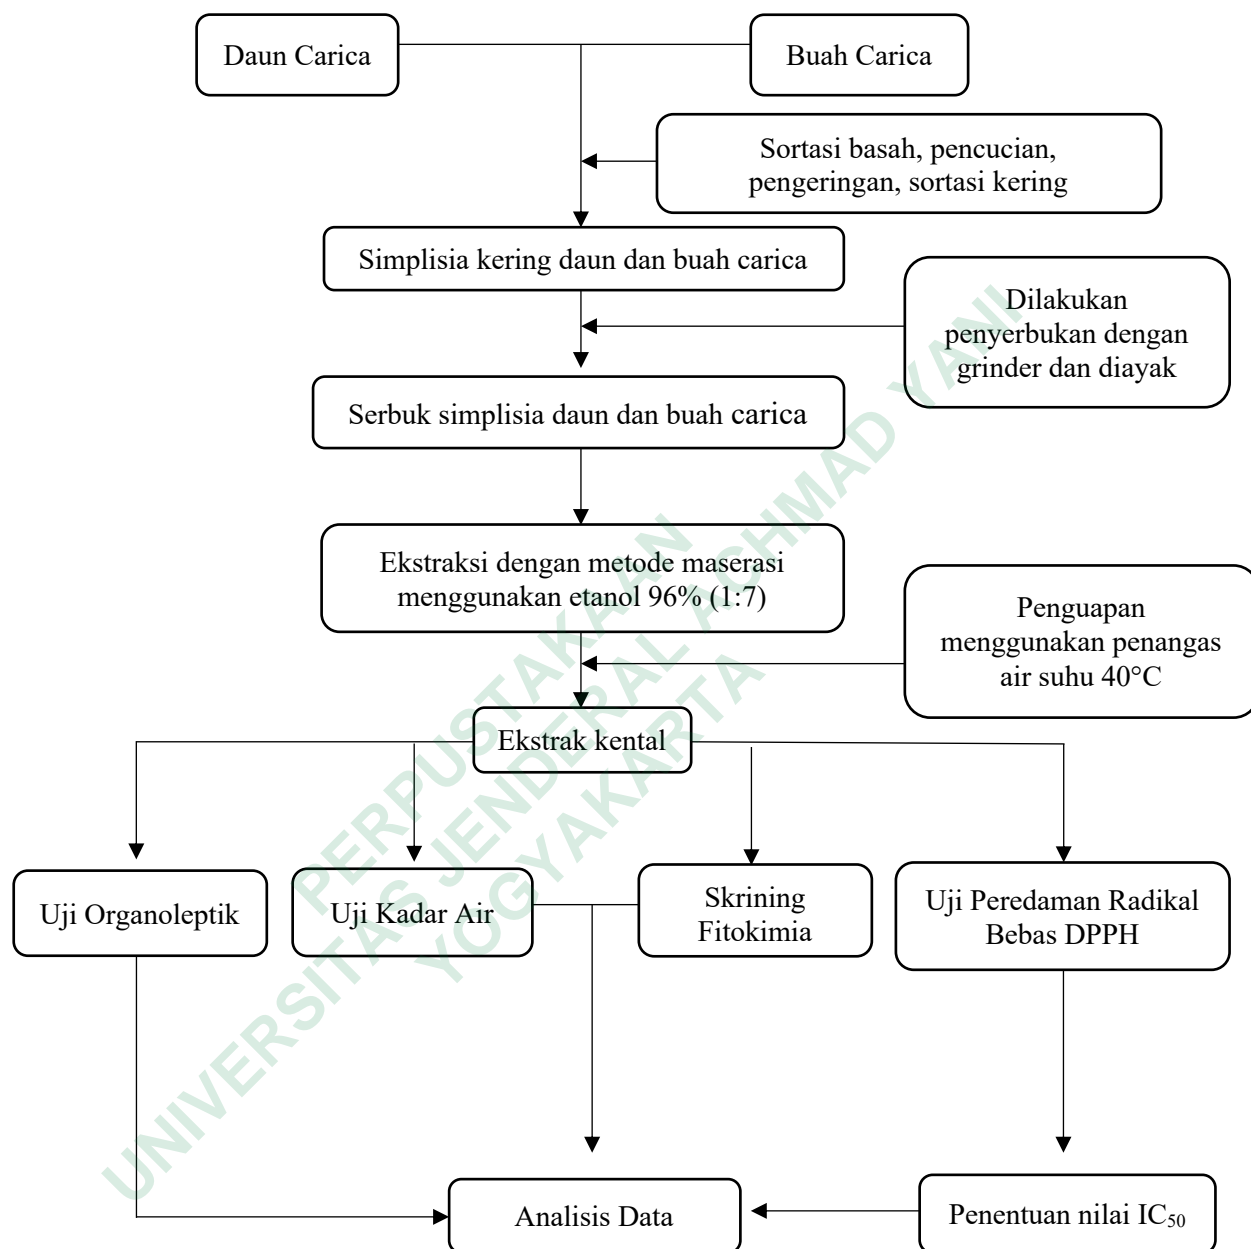 Daun Carica
Buah Carica
Sortasi basah, pencucian,
pengeringan, sortasi kering
Simplisia kering daun dan buah carica
Dilakukan
penyerbukan dengan
grinder dan diayak
Serbuk simplisia daun dan buah carica
Ekstraksi dengan metode maserasi
menggunakan etanol 96% (1:7)
Penguapan
menggunakan penangas
air suhu 40°C
Ekstrak kental
Uji Organoleptik
Uji Kadar Air
Skrining
Fitokimia
Uji Peredaman Radikal
Bebas DPPH
Analisis Data
Penentuan nilai IC₅₀
PERPUSTAKAAN
UNIVERSITAS JENDERAL ACHMAD YANI
YOGYAKARTA